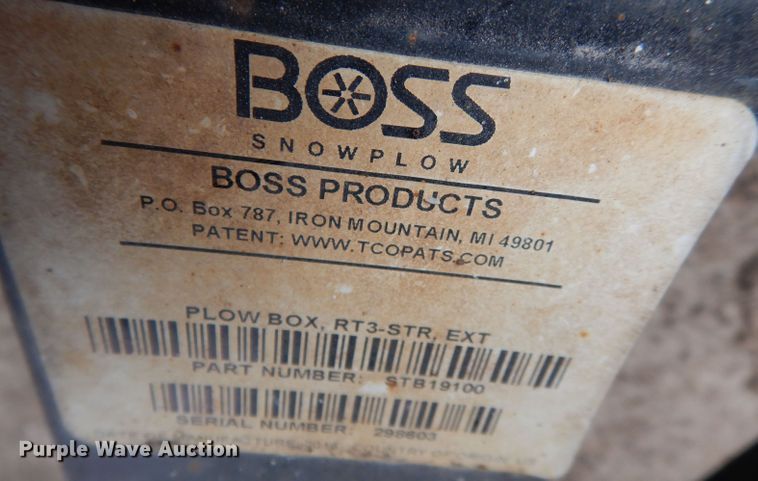 BOSS
SNOWPLOW
BOSS PRODUCTS
P.O. Box 787, IRON MOUNTAIN, MI 49801
PATENT: WWW.TCOPATS.COM
PLOW BOX, RT3-STR, EXT
PART NUMBER: STB19100
SERIAL NUMBER: 298603
Purple Wave Auction